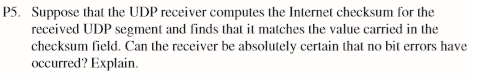 P5. Suppose that the UDP receiver computes the Internet checksum for the
received UDP segment and finds that it matches the value carried in the
checksum field. Can the receiver be absolutely certain that no bit errors have
occurred? Explain.